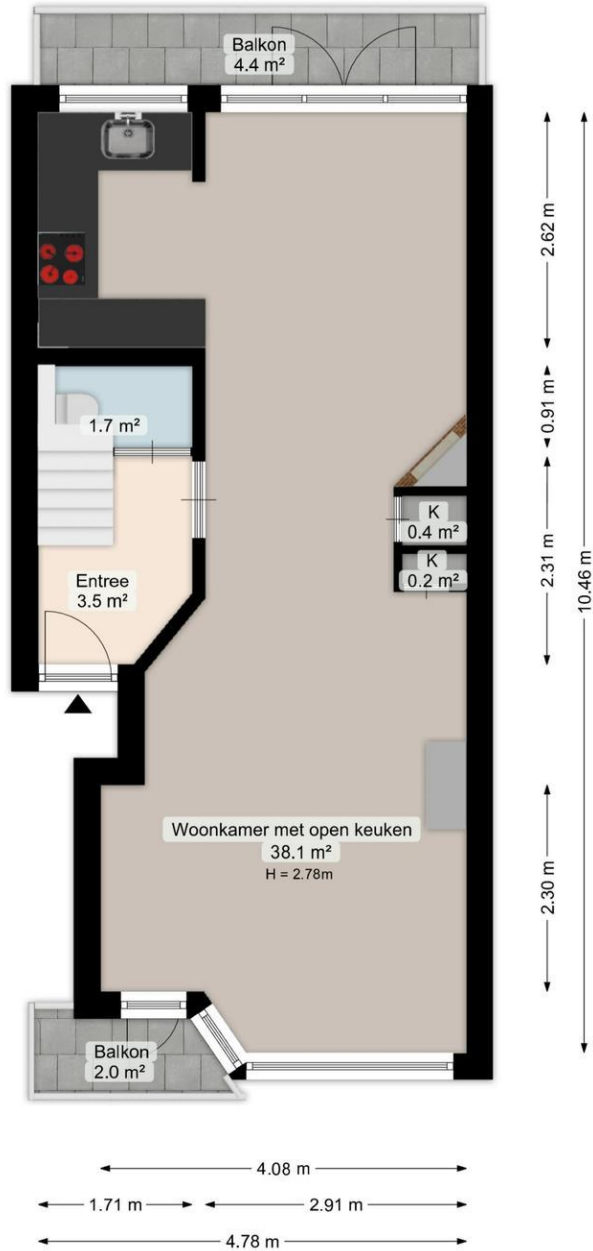 Balkon
4.4 m²
2.62 m
0.91 m
1.7 m²
K
0.4 m²
K
0.2 m²
2.31 m
10.46 m
Entree
3.5 m²
Woonkamer met open keuken
38.1 m²
H = 2.78m
2.30 m
Balkon
2.0 m²
4.08 m
1.71 m
2.91 m
4.78 m